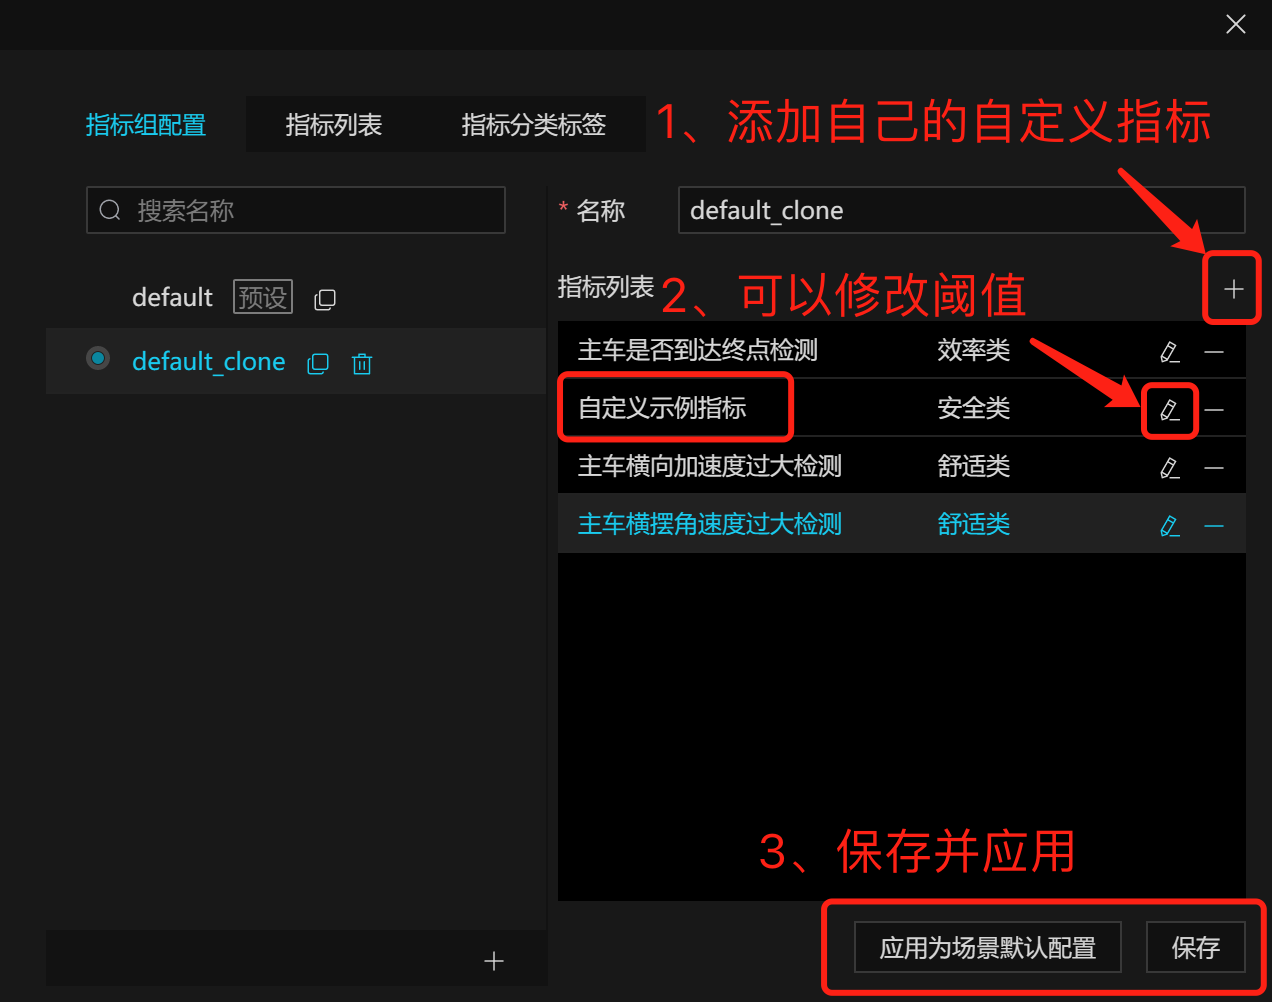 指标组配置 指标列表 指标分类标签 1、添加自己的自定义指标
搜索名称
* 名称 default_clone
default 预设
default_clone
指标列表 2、可以修改阈值
主车是否到达终点检测 效率类
自定义示例指标 安全类
主车横向加速度过大检测 舒适类
主车横摆角速度过大检测 舒适类
3、保存并应用
应用为场景默认配置 保存